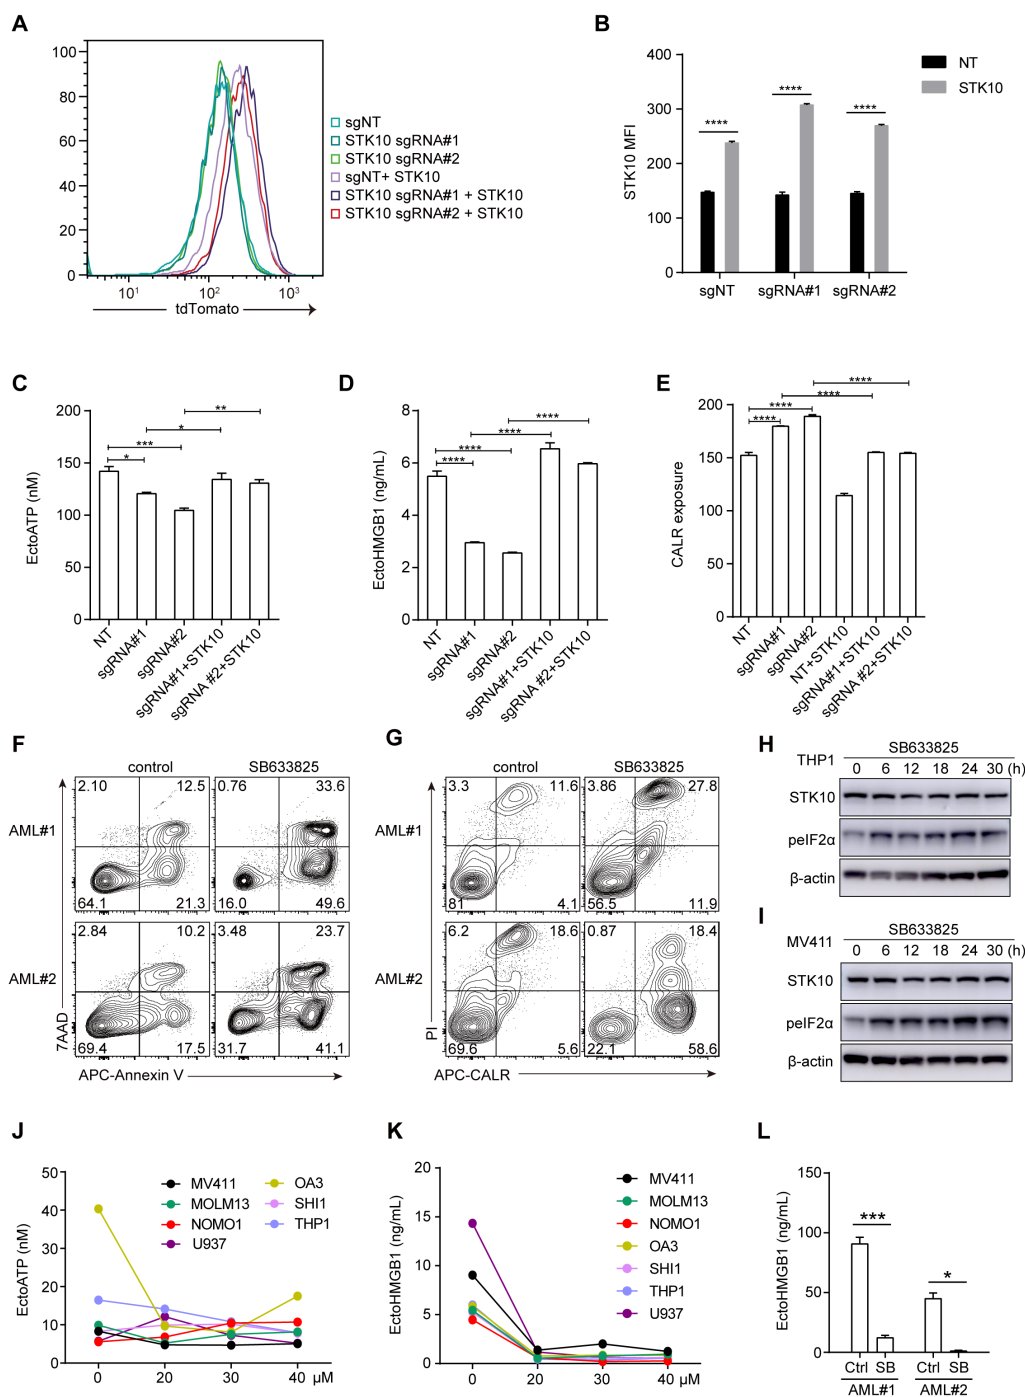 A
100
80
60
40
20
0
10¹ 10² 10³
tdTomato
sgNT
STK10 sgRNA#1
STK10 sgRNA#2
sgNT+ STK10
STK10 sgRNA#1 + STK10
STK10 sgRNA#2 + STK10
B
STK10 MFI
400
300
200
100
0
**** **** ****
NT
STK10
sgNT sgRNA#1 sgRNA#2
C
EctoATP (nM)
200
150
100
50
0
**
*
***
*
NT
sgRNA#1
sgRNA#2
sgRNA#1+STK10
sgRNA #2+STK10
D
EctoHMGB1 (ng/mL)
8
6
4
2
0
****
****
****
****
NT
sgRNA#1
sgRNA#2
sgRNA#1+STK10
sgRNA #2+STK10
E
CALR exposure
200
150
100
50
0
****
****
****
****
NT
sgRNA#1
sgRNA#2
NT+STK10
sgRNA#1+STK10
sgRNA#2+STK10
F
control SB633825
AML#1
2.10 12.5 0.76 33.6
64.1 21.3 16.0 49.6
AML#2
2.84 10.2 3.48 23.7
69.4 17.5 31.7 41.1
7AAD
APC-Annexin V
G
control SB633825
AML#1
3.3 11.6 3.86 27.8
81 4.1 56.5 11.9
AML#2
6.2 18.6 0.87 18.4
69.6 5.6 22.1 58.6
PI
APC-CALR
H
SB633825
THP1 0 6 12 18 24 30 (h)
STK10
peIF2α
β-actin
I
SB633825
MV411 0 6 12 18 24 30 (h)
STK10
peIF2α
β-actin
J
EctoATP (nM)
50
40
30
20
10
0
0 20 30 40 μM
MV411
MOLM13
NOMO1
U937
OA3
SHI1
THP1
K
EctoHMGB1 (ng/mL)
20
15
10
5
0
0 20 30 40 μM
MV411
MOLM13
NOMO1
OA3
SHI1
THP1
U937
L
EctoHMGB1 (ng/mL)
150
100
50
0
***
*
Ctrl SB Ctrl SB
AML#1 AML#2